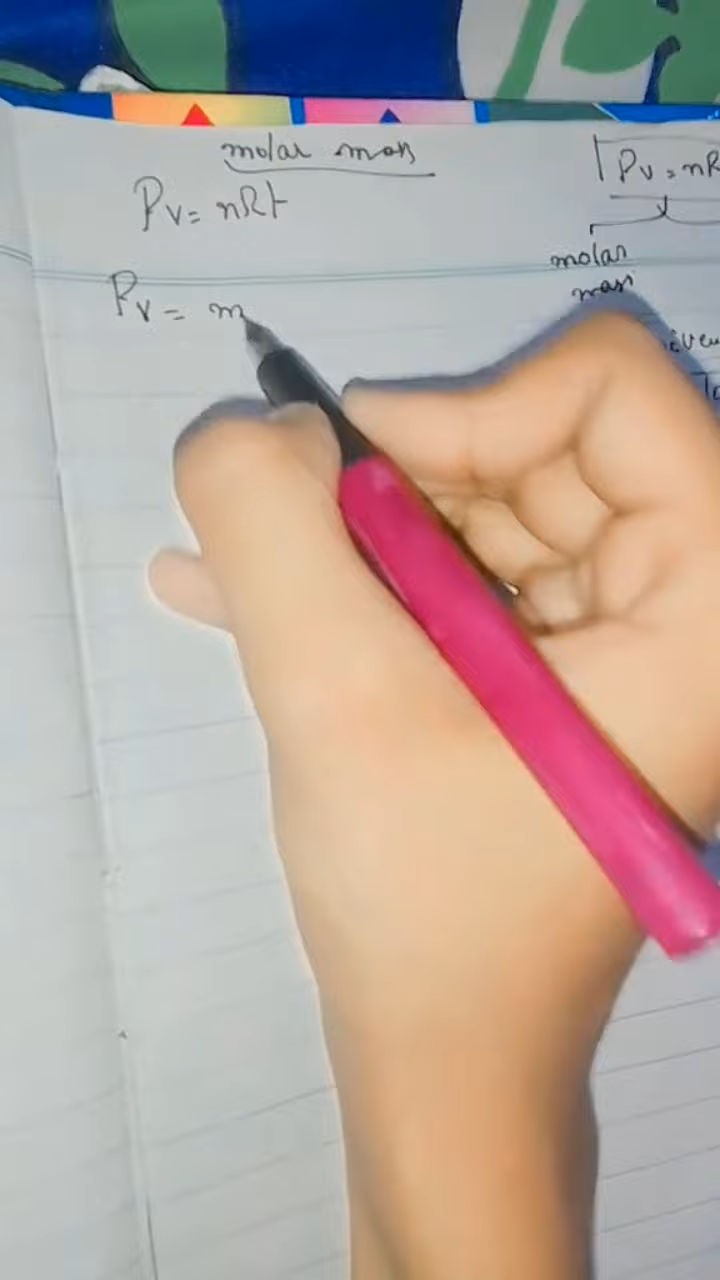 molar mass
Pv = nRt
Pv = m
Pv = nR
molar
mass